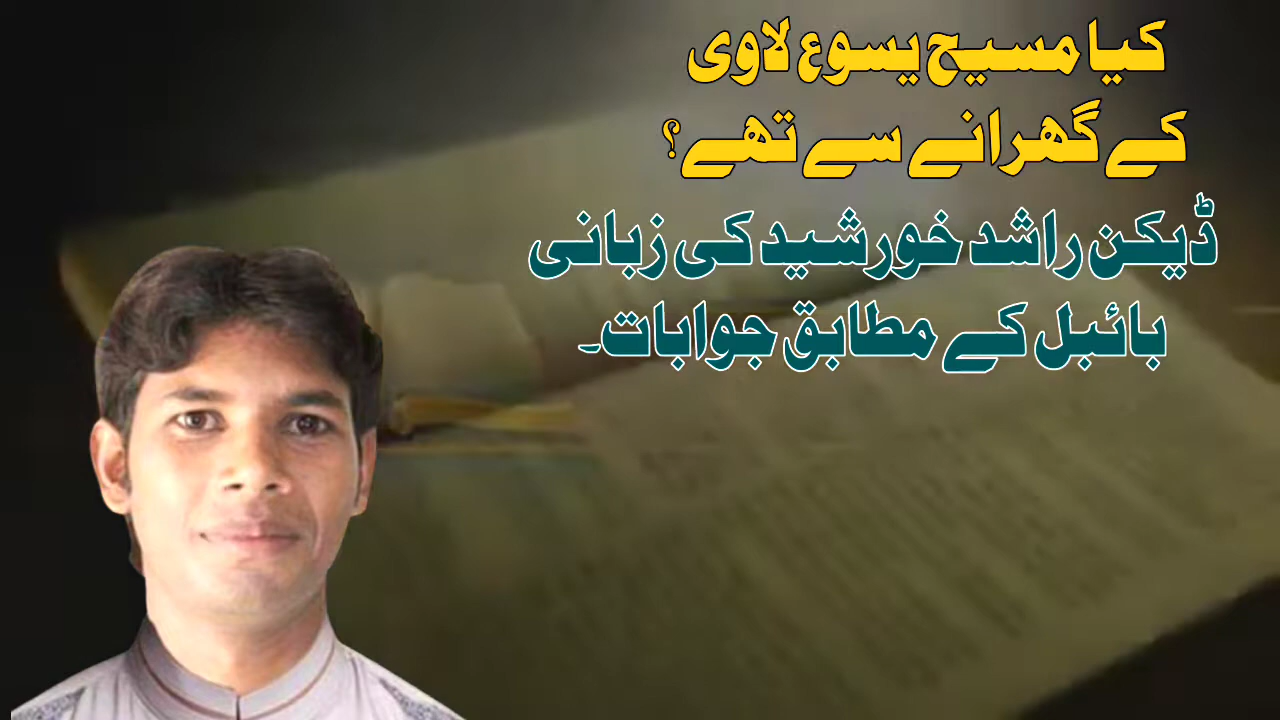 کیا مسیح یسوع لاوی
کے گھرانے سے تھے؟
ڈیکن راشد خورشید کی زبانی
بائبل کے مطابق جوابات۔